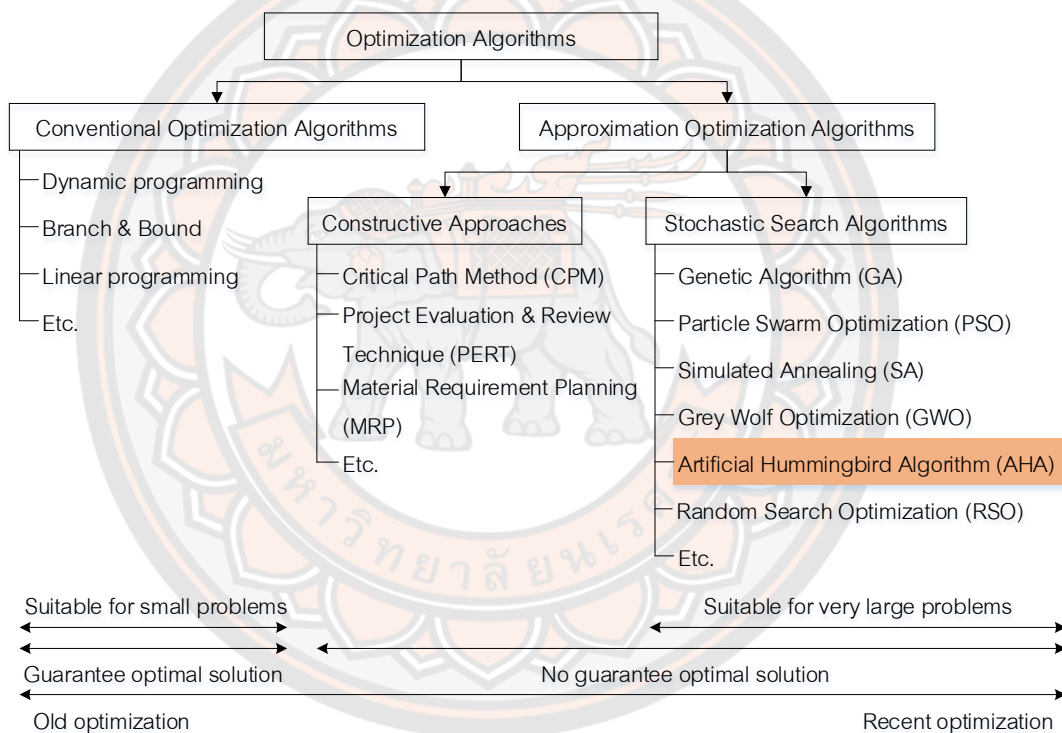 Optimization Algorithms
Conventional Optimization Algorithms
Approximation Optimization Algorithms
Dynamic programming
Branch & Bound
Linear programming
Etc.
Constructive Approaches
Critical Path Method (CPM)
Project Evaluation & Review
Technique (PERT)
Material Requirement Planning
(MRP)
Etc.
Stochastic Search Algorithms
Genetic Algorithm (GA)
Particle Swarm Optimization (PSO)
Simulated Annealing (SA)
Grey Wolf Optimization (GWO)
Artificial Hummingbird Algorithm (AHA)
Random Search Optimization (RSO)
Etc.
Suitable for small problems
Suitable for very large problems
Guarantee optimal solution
No guarantee optimal solution
Old optimization
Recent optimization